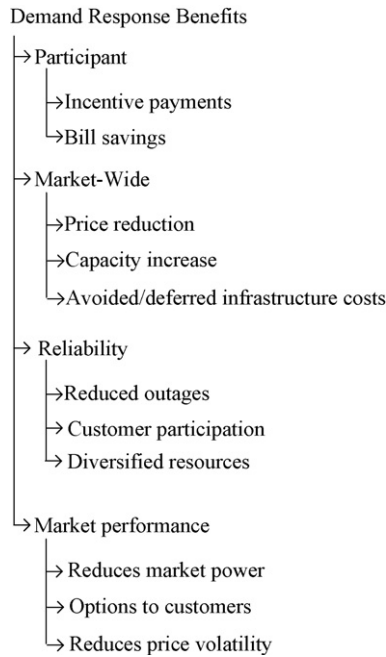 Demand Response Benefits
Participant
Incentive payments
Bill savings
Market-Wide
Price reduction
Capacity increase
Avoided/deferred infrastructure costs
Reliability
Reduced outages
Customer participation
Diversified resources
Market performance
Reduces market power
Options to customers
Reduces price volatility